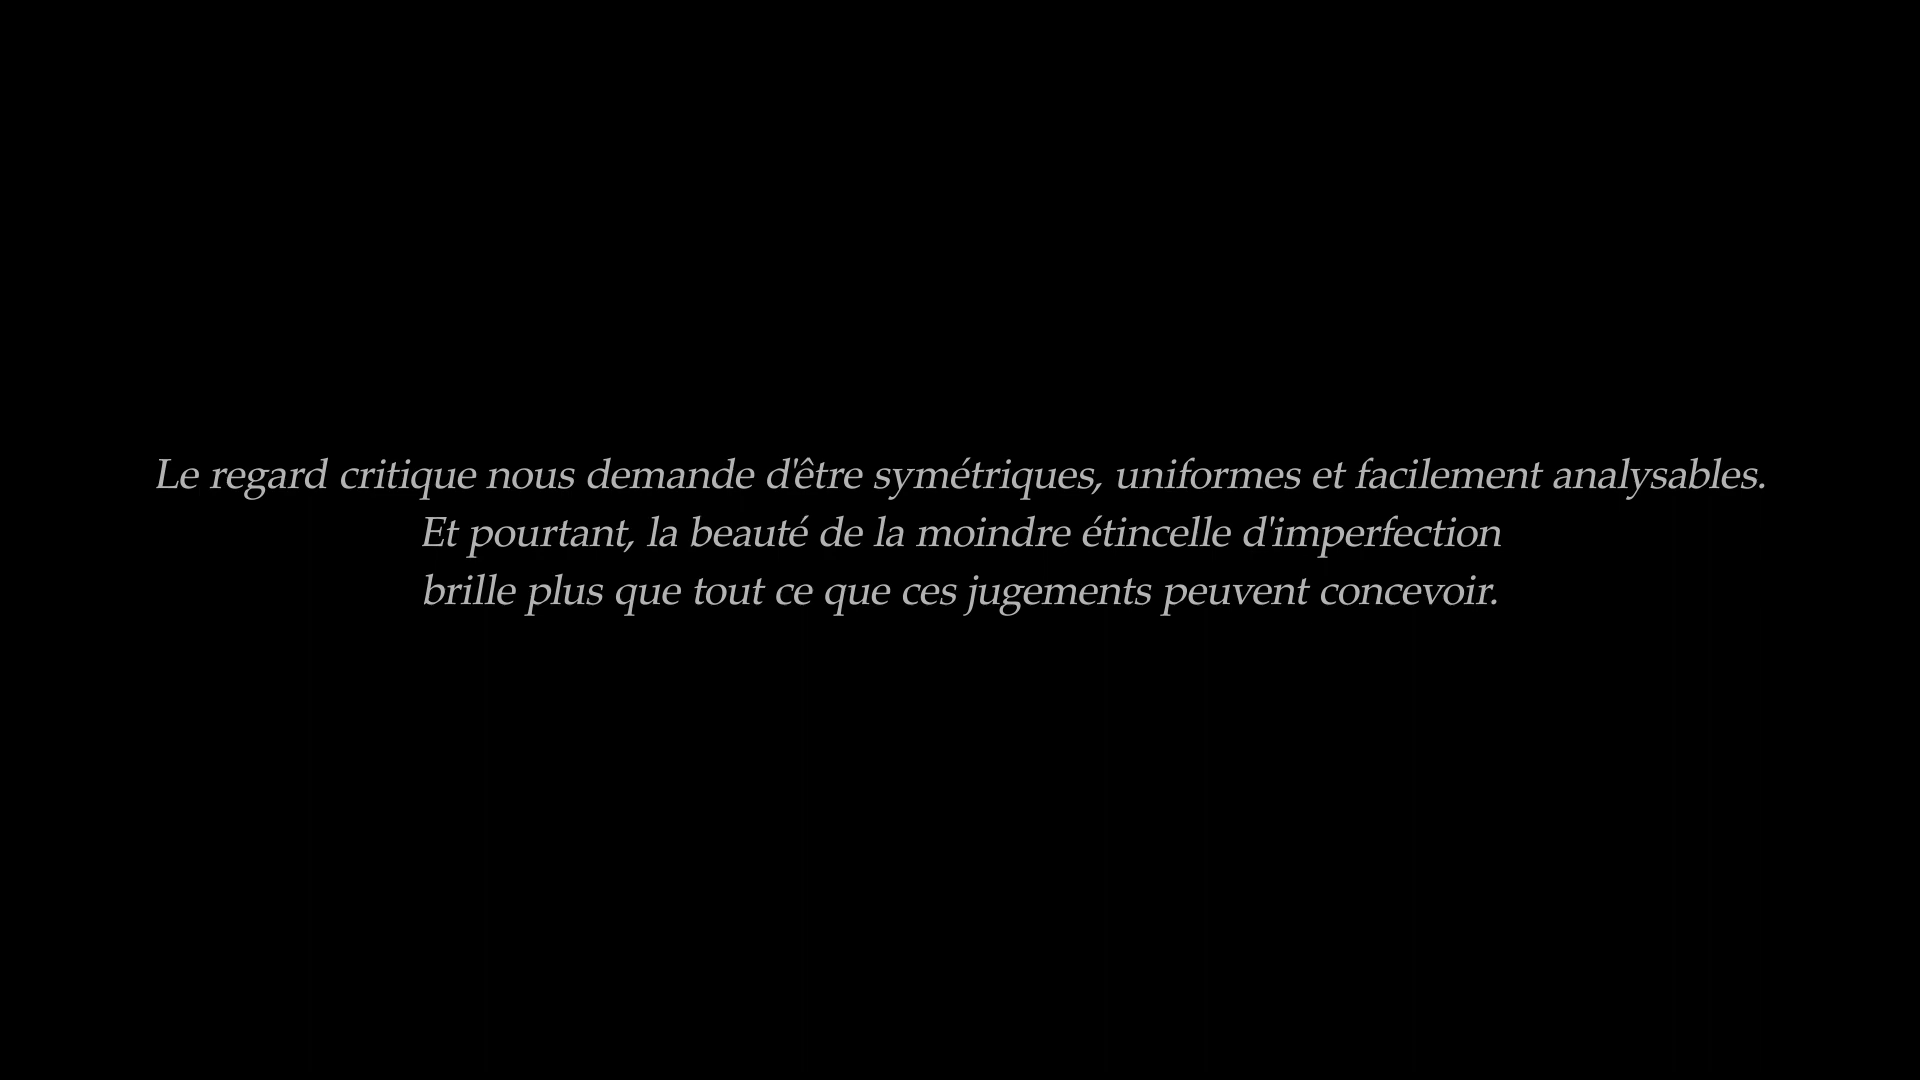 Le regard critique nous demande d'être symétriques, uniformes et facilement analysables.
Et pourtant, la beauté de la moindre étincelle d'imperfection
brille plus que tout ce que ces jugements peuvent concevoir.